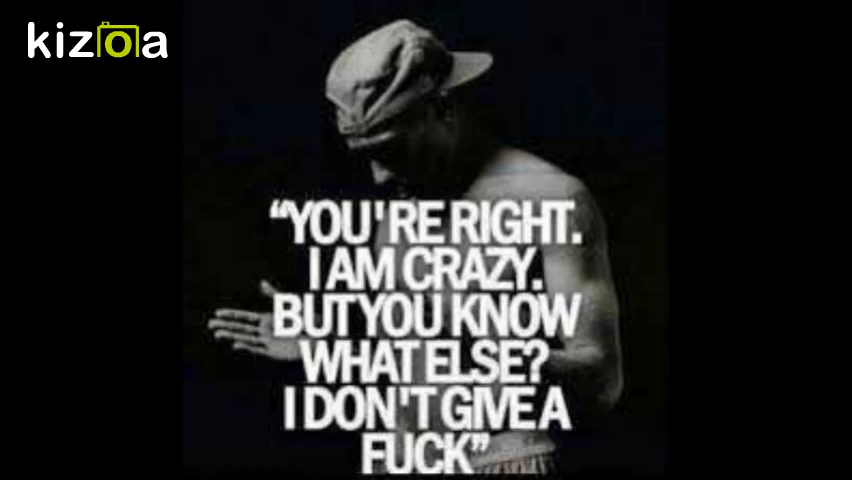 kizoa
“YOU'RE RIGHT.
I AM CRAZY.
BUT YOU KNOW
WHAT ELSE?
I DON'T GIVE A
FUCK”